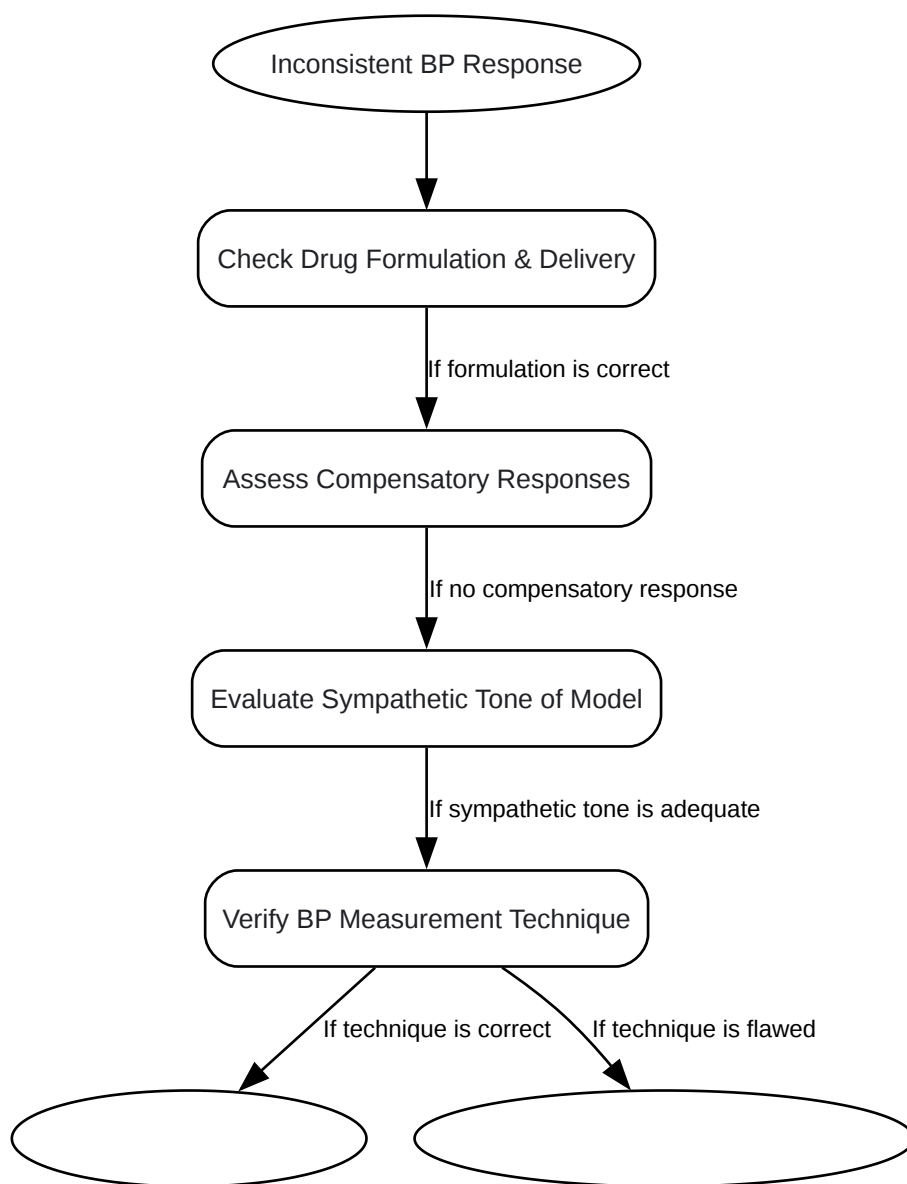 Inconsistent BP Response
Check Drug Formulation & Delivery
If formulation is correct
Assess Compensatory Responses
If no compensatory response
Evaluate Sympathetic Tone of Model
If sympathetic tone is adequate
Verify BP Measurement Technique
If technique is correct
If technique is flawed